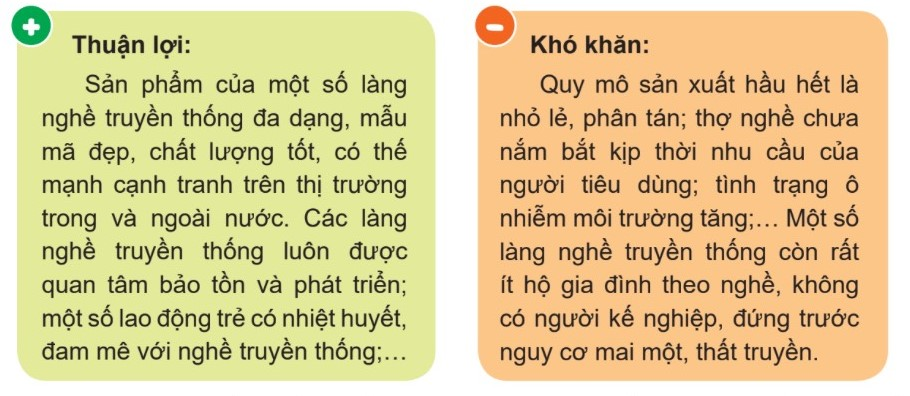 Thuận lợi:
Sản phẩm của một số làng
nghề truyền thống đa dạng, mẫu
mã đẹp, chất lượng tốt, có thế
mạnh cạnh tranh trên thị trường
trong và ngoài nước. Các làng
nghề truyền thống luôn được
quan tâm bảo tồn và phát triển;
một số lao động trẻ có nhiệt huyết,
đam mê với nghề truyền thống;...
Khó khăn:
Quy mô sản xuất hầu hết là
nhỏ lẻ, phân tán; thợ nghề chưa
nắm bắt kịp thời nhu cầu của
người tiêu dùng; tình trạng ô
nhiễm môi trường tăng;... Một số
làng nghề truyền thống còn rất
ít hộ gia đình theo nghề, không
có người kế nghiệp, đứng trước
nguy cơ mai một, thất truyền.